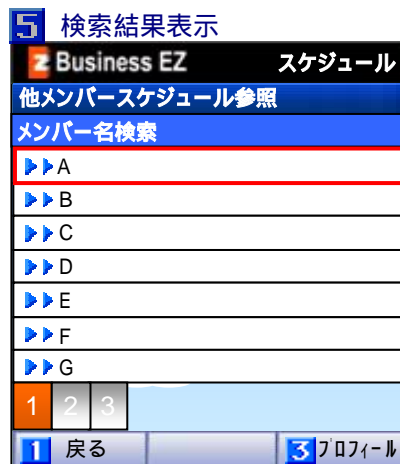 5 検索結果表示
Business EZ スケジュール
他メンバースケジュール参照
メンバー名検索
A
B
C
D
E
F
G
1 2 3
1 戻る 3 ﾌﾟﾛﾌｨｰﾙ